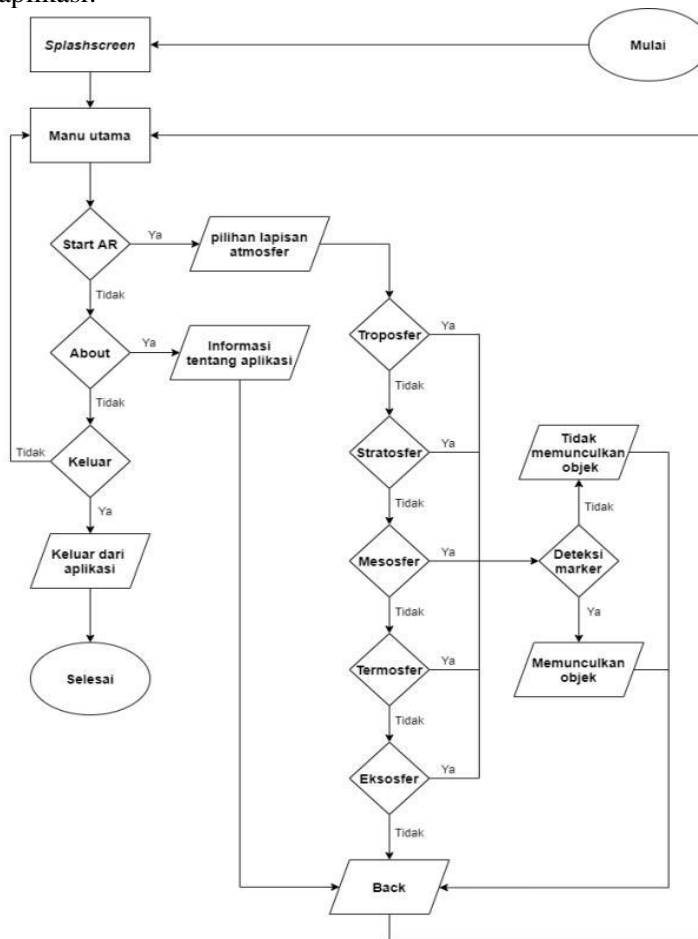 aplikasi.
Splashscreen
Mulai
Manu utama
Start AR
Ya
pilihan lapisan
atmosfer
Tidak
About
Ya
Informasi
tentang aplikasi
Tidak
Keluar
Tidak
Ya
Keluar dari
aplikasi
Selesai
Troposfer
Ya
Tidak
Stratosfer
Ya
Tidak
Mesosfer
Ya
Tidak
Termosfer
Ya
Tidak
Eksosfer
Ya
Tidak
Tidak
memunculkan
objek
Tidak
Deteksi
marker
Ya
Memunculkan
objek
Back